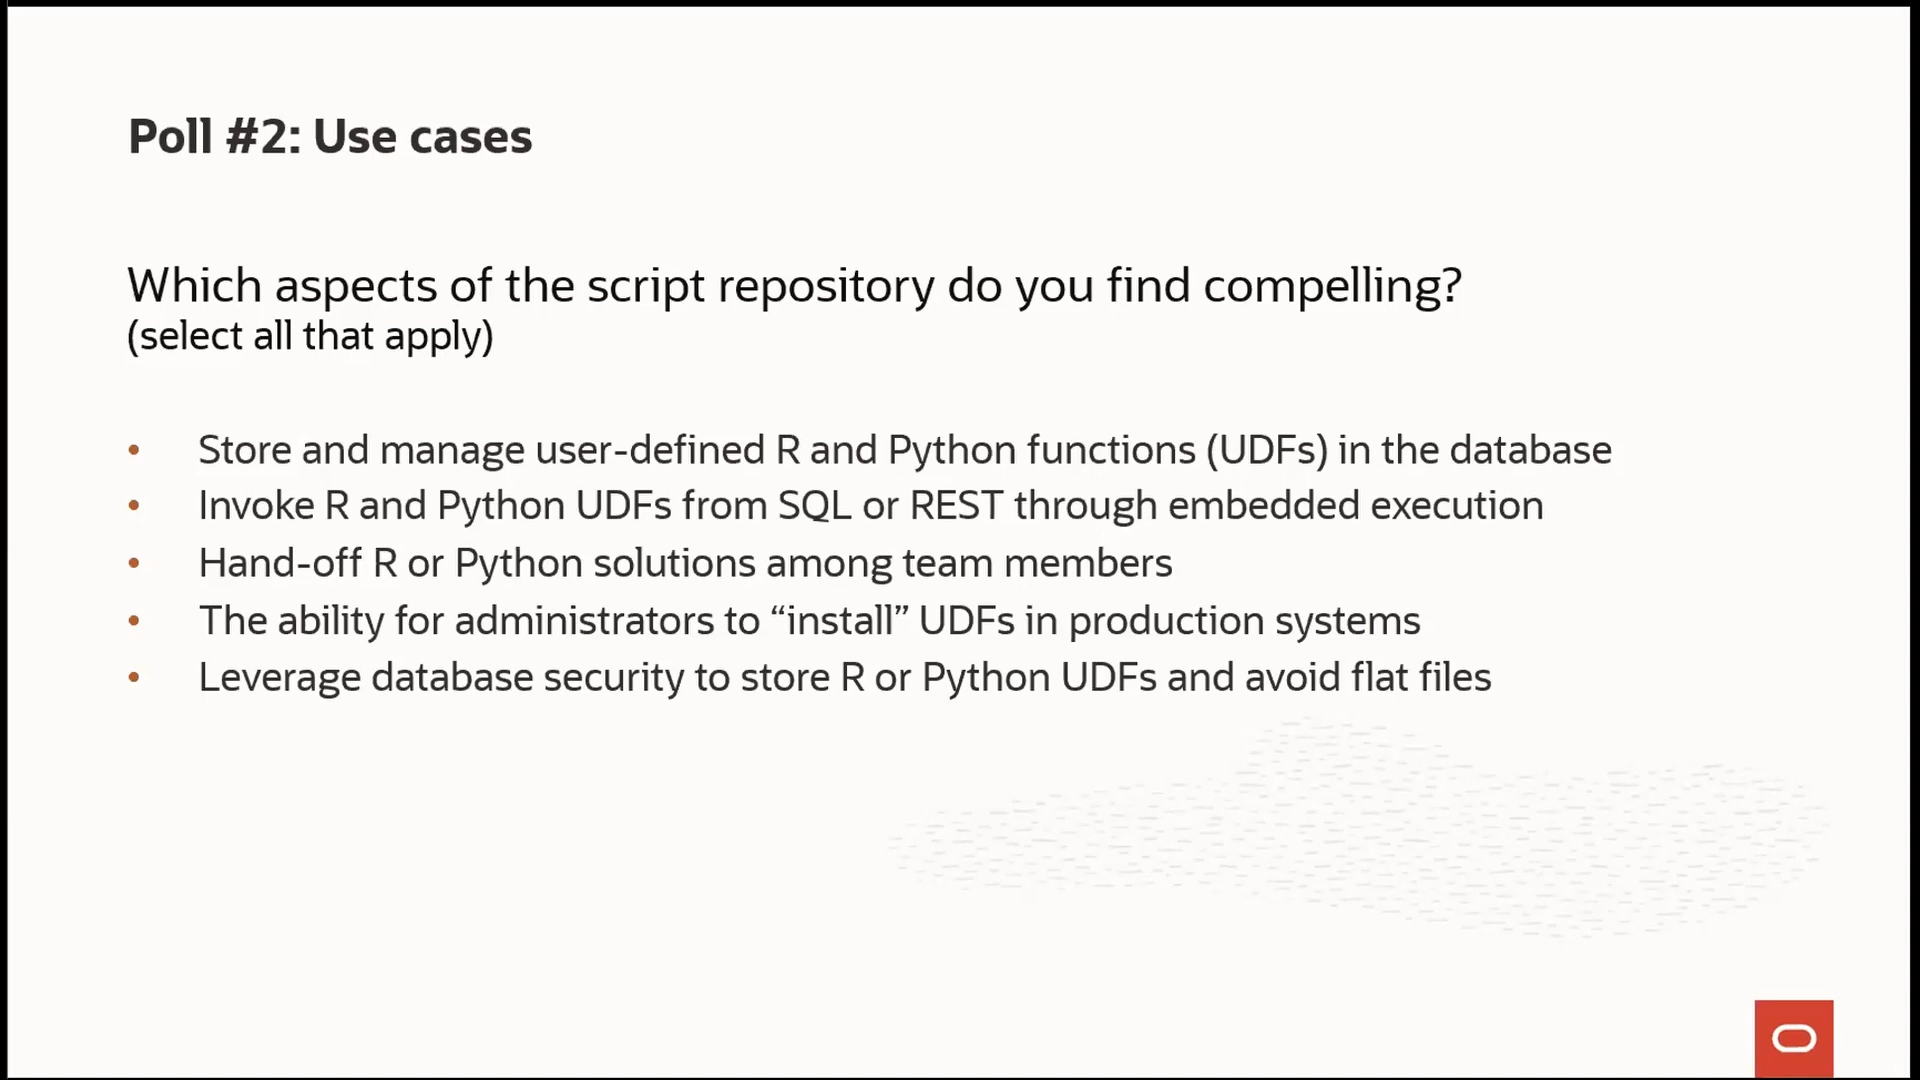 Poll #2: Use cases
Which aspects of the script repository do you find compelling?
(select all that apply)
• Store and manage user-defined R and Python functions (UDFs) in the database
• Invoke R and Python UDFs from SQL or REST through embedded execution
• Hand-off R or Python solutions among team members
• The ability for administrators to “install” UDFs in production systems
• Leverage database security to store R or Python UDFs and avoid flat files